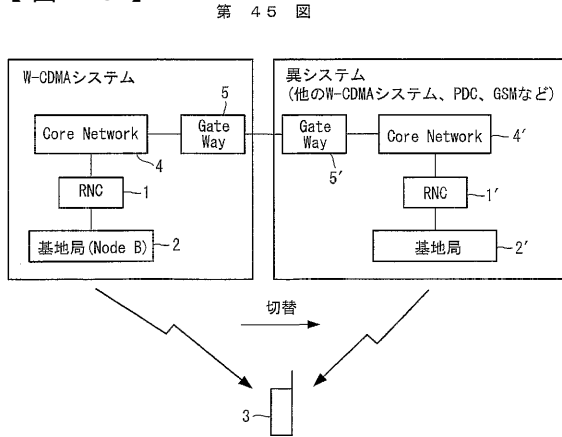 第 45 図
W-CDMAシステム
Core Network
4
Gate Way
5
RNC
1
基地局(Node B)
2
異システム
(他のW-CDMAシステム、PDC、GSMなど)
Gate Way
5′
Core Network
4′
RNC
1′
基地局
2′
切替
3